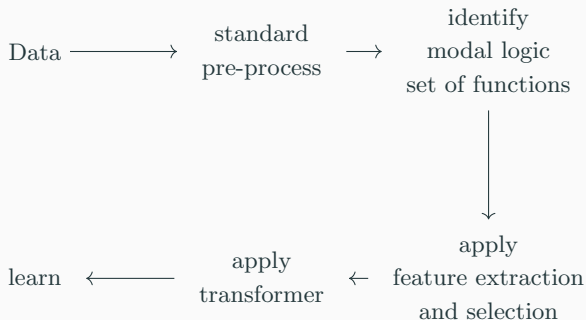 Data
standard
pre-process
identify
modal logic
set of functions
apply
feature extraction
and selection
apply
transformer
learn